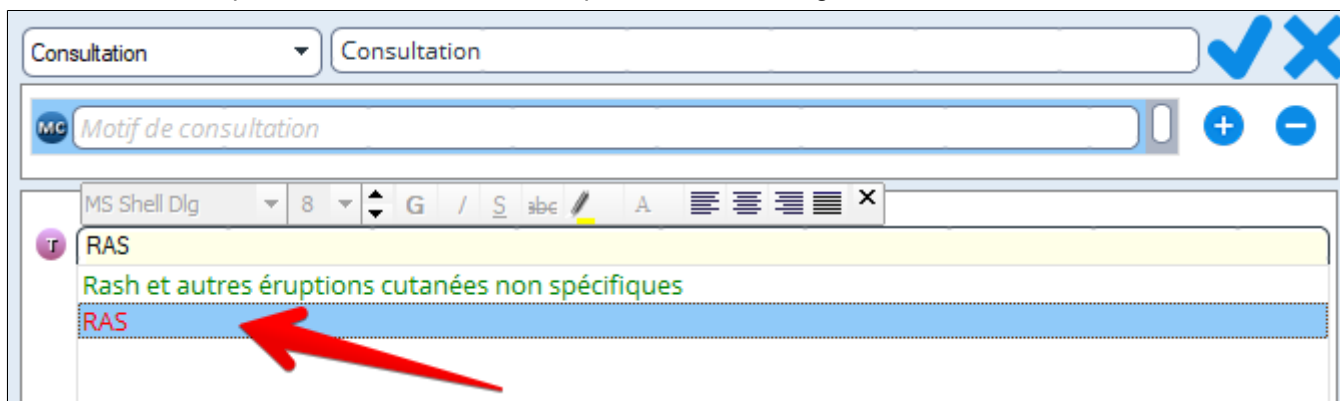 Consultation Consultation
MC Motif de consultation
MS Shell Dlg 8 G / S abc A
T RAS
Rash et autres éruptions cutanées non spécifiques
RAS